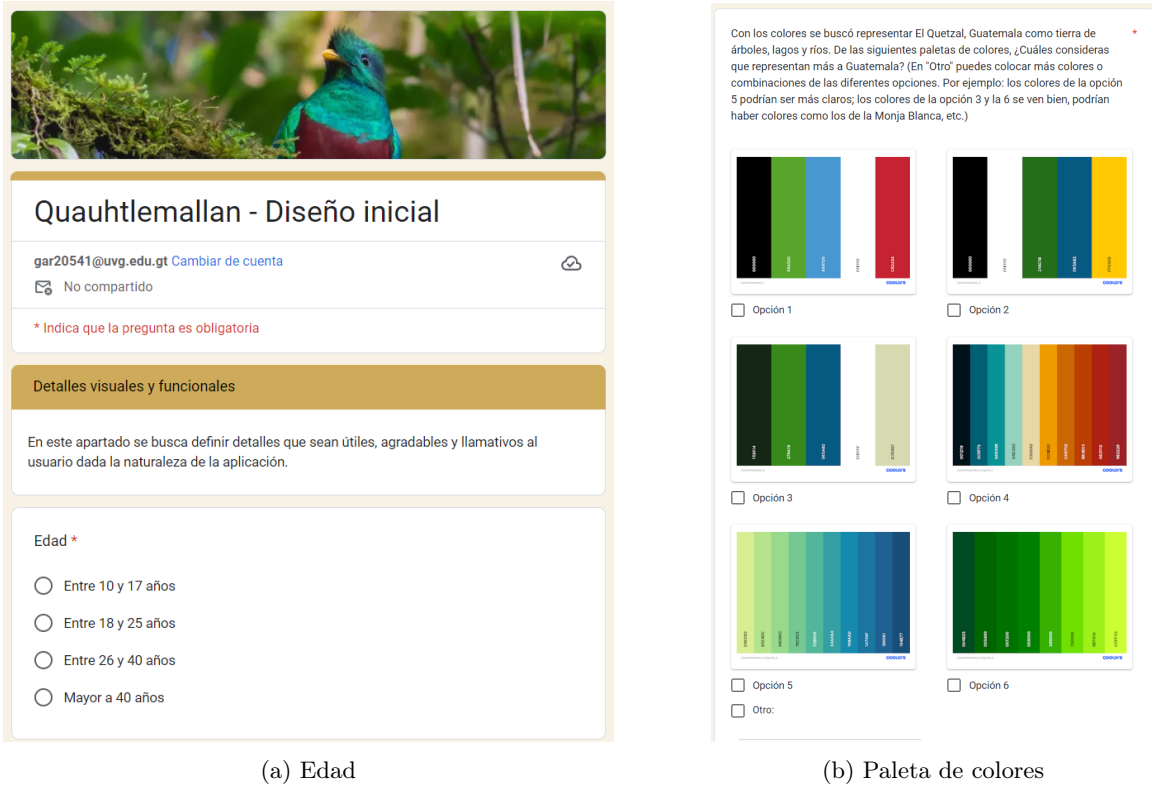 Quauhtlemallan - Diseño inicial
gar20541@uvg.edu.gt Cambiar de cuenta
No compartido
* Indica que la pregunta es obligatoria
Detalles visuales y funcionales
En este apartado se busca definir detalles que sean útiles, agradables y llamativos al
usuario dada la naturaleza de la aplicación.
Edad *
Entre 10 y 17 años
Entre 18 y 25 años
Entre 26 y 40 años
Mayor a 40 años
(a) Edad
Con los colores se buscó representar El Quetzal, Guatemala como tierra de *
árboles, lagos y ríos. De las siguientes paletas de colores, ¿Cuáles consideras
que representan más a Guatemala? (En "Otro" puedes colocar más colores o
combinaciones de las diferentes opciones. Por ejemplo: los colores de la opción
5 podrían ser más claros; los colores de la opción 3 y la 6 se ven bien, podrían
haber colores como los de la Monja Blanca, etc.)
coolors
coolors
Opción 1
Opción 2
coolors
coolors
Opción 3
Opción 4
coolors
coolors
Opción 5
Opción 6
Otro:
(b) Paleta de colores